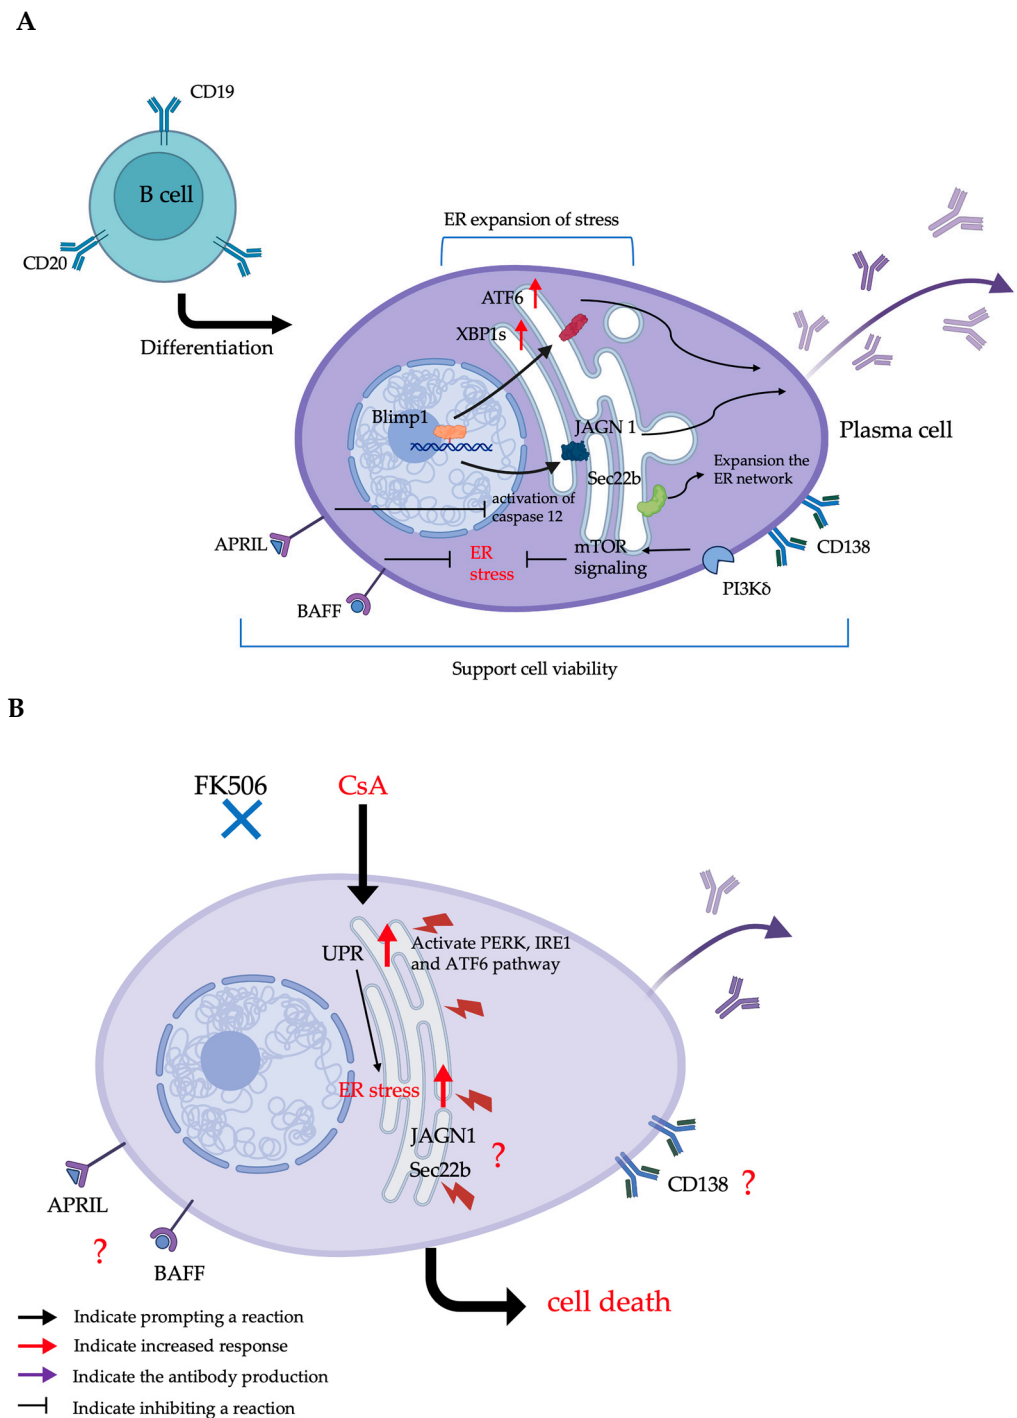 A
CD19
B cell
CD20
Differentiation
ER expansion of stress
ATF6
XBP1s
Blimp1
JAGN 1
Sec22b
Expansion the
ER network
Plasma cell
activation of
caspase 12
APRIL
ER
stress
mTOR
signaling
CD138
PI3Kδ
BAFF
Support cell viability
B
FK506
CsA
UPR
Activate PERK, IRE1
and ATF6 pathway
ER stress
JAGN1
Sec22b
?
CD138 ?
APRIL
?
BAFF
cell death
Indicate prompting a reaction
Indicate increased response
Indicate the antibody production
Indicate inhibiting a reaction